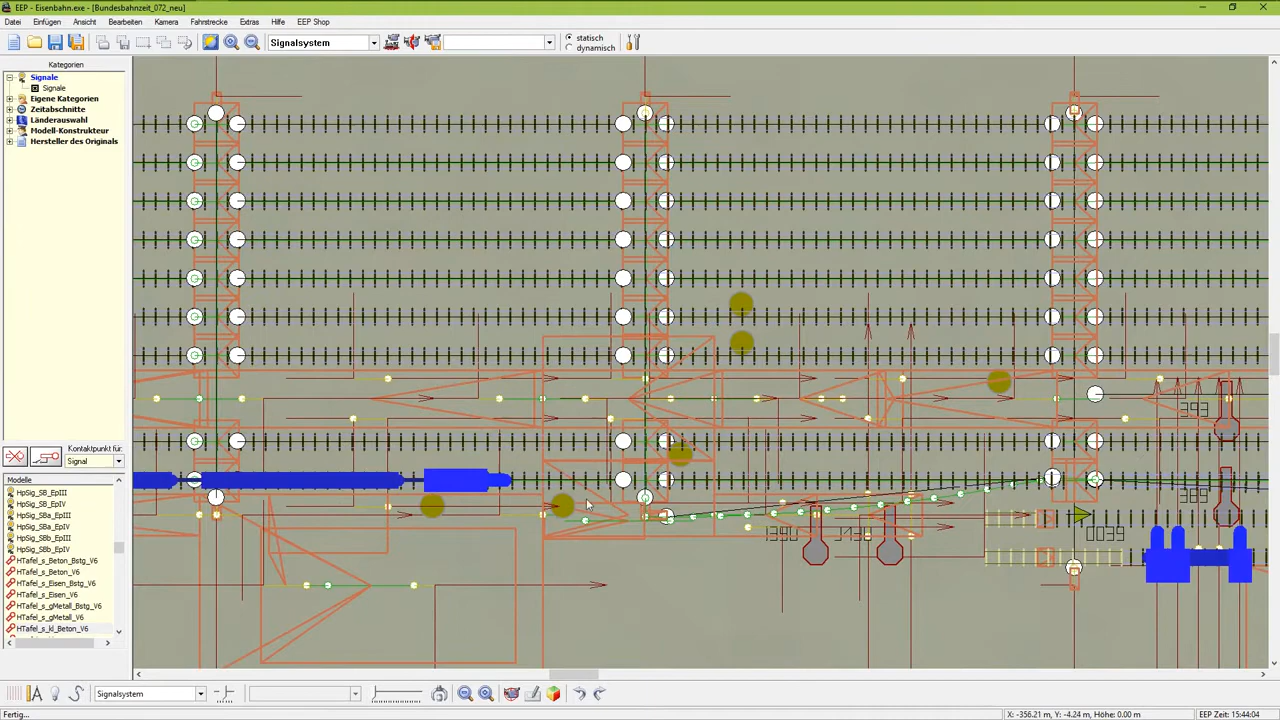 EEP - Eisenbahn.exe - [Bundesbahnzeit_072_neu]
Datei Einfügen Ansicht Bearbeiten Kamera Fahrstrecke Extras Hilfe EEP Shop
Signalsystem
statisch
dynamisch
Kategorien
Signale
Signale
Eigene Kategorien
Zeitabschnitte
Länderauswahl
Modell-Konstrukteur
Hersteller des Originals
Kontaktpunkt für:
Signal
Modelle
HpSig_SB_EpIII
HpSig_SB_EpIV
HpSig_SBa_EpIII
HpSig_SBa_EpIV
HpSig_SBb_EpIII
HpSig_SBb_EpIV
HTafel_s_Beton_Bstg_V6
HTafel_s_Beton_V6
HTafel_s_Eisen_Bstg_V6
HTafel_s_Eisen_V6
HTafel_s_gMetall_Bstg_V6
HTafel_s_gMetall_V6
HTafel_s_kl_Beton_V6
393
0039
Signalsystem
Fertig...
X: -356.21 m, Y: -4.24 m, Höhe: 0.00 m
EEP Zeit: 15:44:04